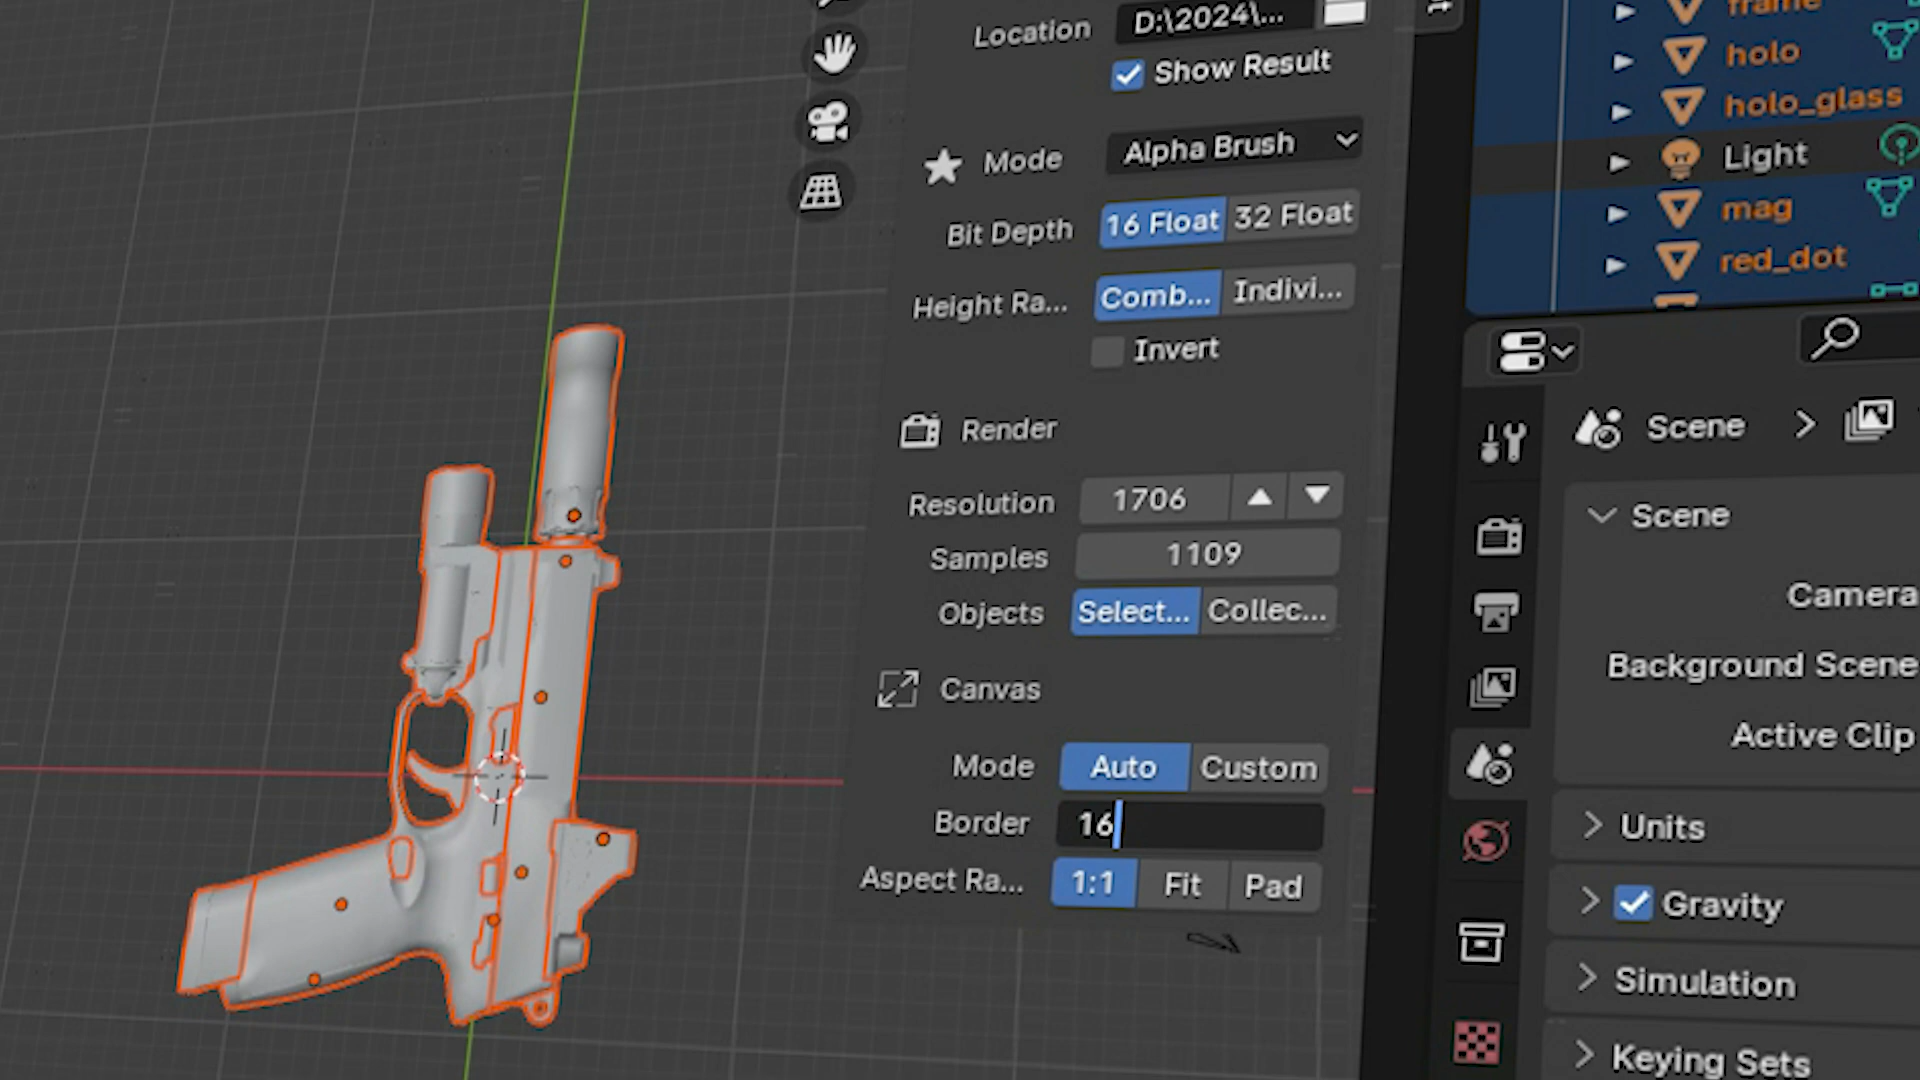 Location D:\2024\...
Show Result
Mode Alpha Brush
Bit Depth 16 Float 32 Float
Height Ra... Comb... Indivi...
Invert
Render
Resolution 1706
Samples 1109
Objects Select... Collec...
Canvas
Mode Auto Custom
Border 16
Aspect Ra... 1:1 Fit Pad
frame
holo
holo_glass
Light
mag
red_dot
Scene >
Scene
Camera
Background Scene
Active Clip
Units
Gravity
Simulation
Keying Sets